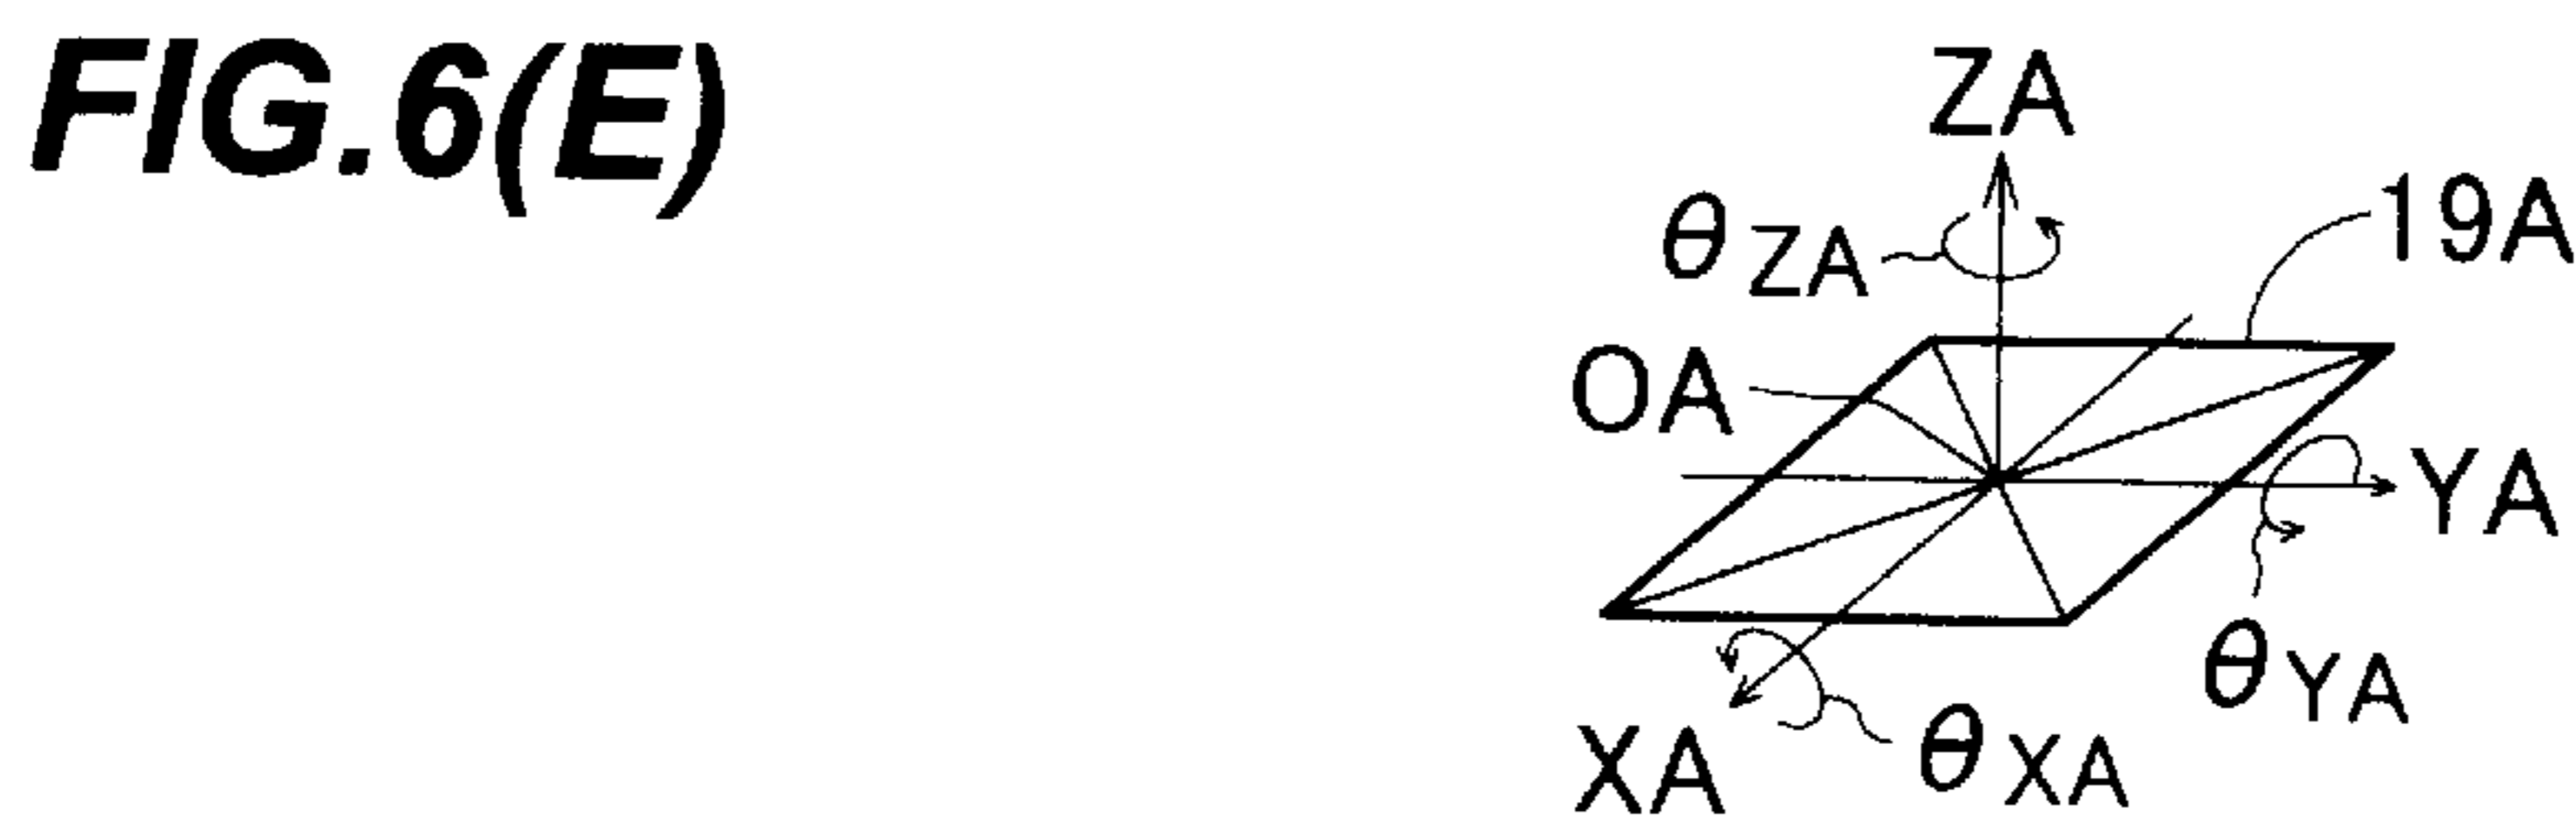 FIG.6(E)
ZA
θZA
19A
OA
YA
θYA
XA
θXA